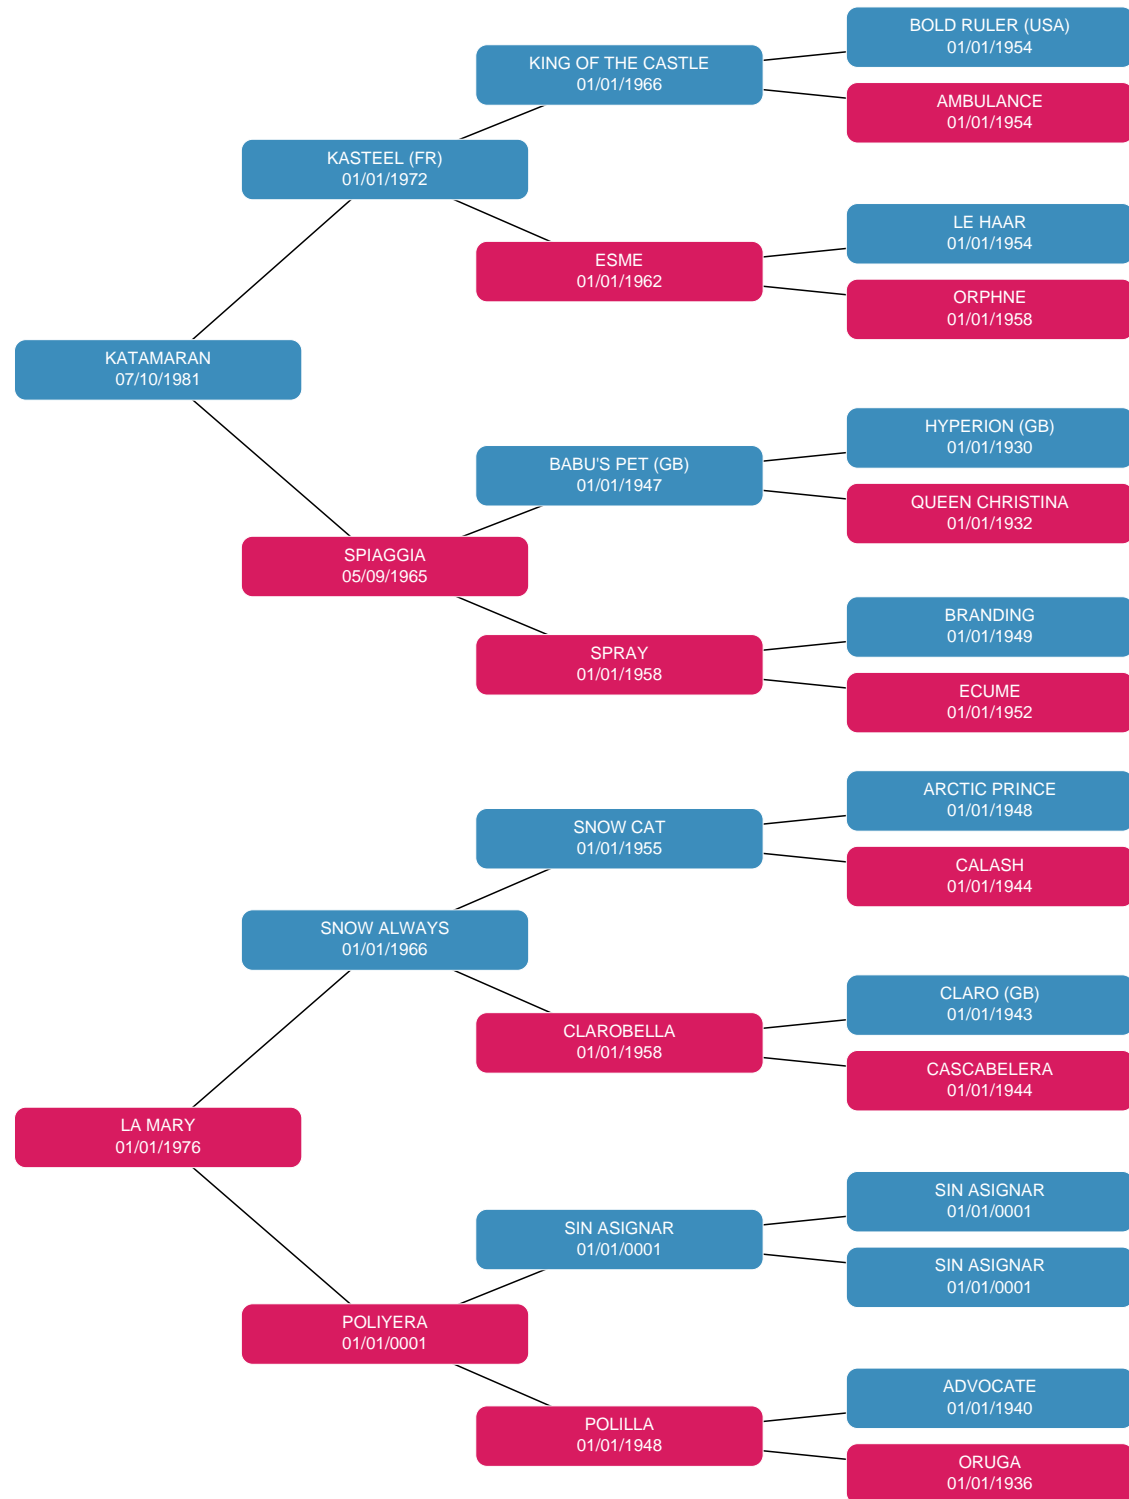 BOLD RULER (USA)
01/01/1954
KING OF THE CASTLE
01/01/1966
AMBULANCE
01/01/1954
KASTEEL (FR)
01/01/1972
LE HAAR
01/01/1954
ESME
01/01/1962
ORPHNE
01/01/1958
KATAMARAN
07/10/1981
HYPERION (GB)
01/01/1930
BABU'S PET (GB)
01/01/1947
QUEEN CHRISTINA
01/01/1932
SPIAGGIA
05/09/1965
BRANDING
01/01/1949
SPRAY
01/01/1958
ECUME
01/01/1952
ARCTIC PRINCE
01/01/1948
SNOW CAT
01/01/1955
CALASH
01/01/1944
SNOW ALWAYS
01/01/1966
CLARO (GB)
01/01/1943
CLAROBELLA
01/01/1958
CASCABELERA
01/01/1944
LA MARY
01/01/1976
SIN ASIGNAR
01/01/0001
SIN ASIGNAR
01/01/0001
SIN ASIGNAR
01/01/0001
POLIYERA
01/01/0001
ADVOCATE
01/01/1940
POLILLA
01/01/1948
ORUGA
01/01/1936